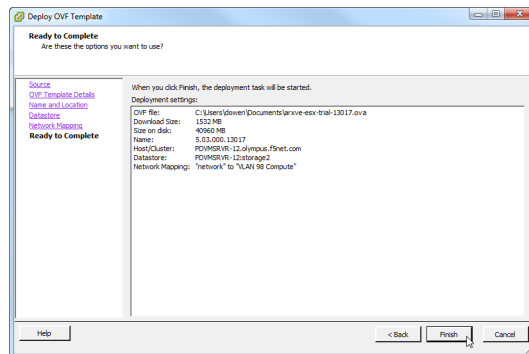 Deploy OVF Template
Ready to Complete
Are these the options you want to use?
Source
OVF Template Details
Name and Location
Datastore
Network Mapping
Ready to Complete
When you click Finish, the deployment task will be started.
Deployment settings:
OVF file: C:\Users\dowen\Documents\arxve-esx-trial-13017.ova
Download Size: 1532 MB
Size on disk: 40960 MB
Name: 5.03.000.13017
Host/Cluster: PDVMSRVR-12.olympus.f5net.com
Datastore: PDVMSRVR-12:storage2
Network Mapping: "network" to "VLAN 98 Compute"
Help
< Back
Finish
Cancel